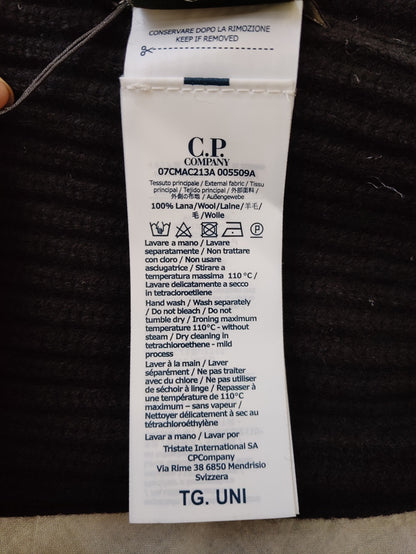 CONSERVARE DOPO LA RIMOZIONE
KEEP IF REMOVED
C.P.
COMPANY
07CMAC213A 005509A
Tessuto principale / External fabric / Tissu
principal / Tejido principal / 外部面料 /
外側の布地 / Außengewebe
100% Lana/Wool/Laine/羊毛/
毛/Wolle
Lavare a mano / Lavare
separatamente / Non trattare
con cloro / Non usare
asciugatrice / Stirare a
temperatura massima 110 °C /
Lavare delicatamente a secco
in tetracloroetilene
Hand wash / Wash separately
/ Do not bleach / Do not
tumble dry / Ironing maximum
temperature 110°C - without
steam / Dry cleaning in
tetrachloroethene - mild
process
Laver à la main / Laver
séparément / Ne pas traiter
avec du chlore / Ne pas utiliser
de séchoir à linge / Repasser à
une température de 110°C
maximum – sans vapeur /
Nettoyer délicatement à sec au
tétrachloroéthylène
Lavar a mano / Lavar por
Tristate International SA
CPCompany
Via Rime 38 6850 Mendrisio
Svizzera
TG. UNI